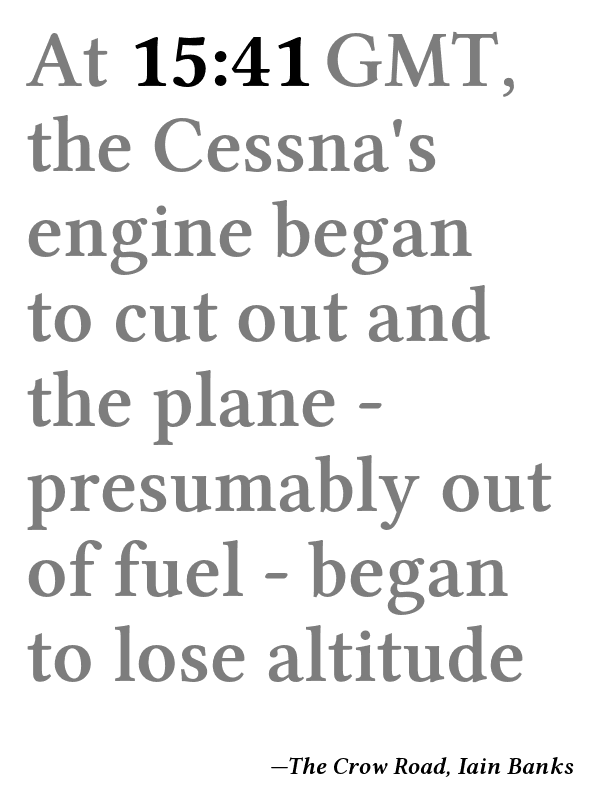 At 15:41 GMT,
the Cessna's
engine began
to cut out and
the plane -
presumably out
of fuel - began
to lose altitude
—The Crow Road, Iain Banks